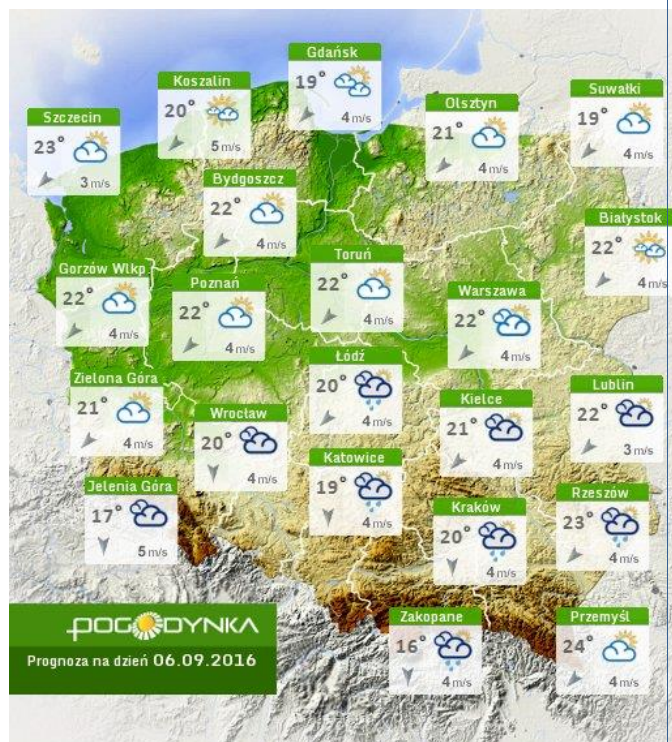 Gdańsk
19°
4 m/s
Koszalin
20°
5 m/s
Suwałki
19°
4 m/s
Olsztyn
21°
4 m/s
Szczecin
23°
3 m/s
Bydgoszcz
22°
4 m/s
Białystok
22°
4 m/s
Toruń
22°
4 m/s
Gorzów Wlkp
22°
4 m/s
Poznań
22°
4 m/s
Warszawa
22°
4 m/s
Łódź
20°
4 m/s
Zielona Góra
21°
4 m/s
Lublin
22°
3 m/s
Kielce
21°
4 m/s
Wrocław
20°
4 m/s
Katowice
19°
4 m/s
Jelenia Góra
17°
5 m/s
Rzeszów
23°
4 m/s
Kraków
20°
4 m/s
Zakopane
16°
4 m/s
Przemyśl
24°
4 m/s
POGODYNKA
Prognoza na dzień 06.09.2016